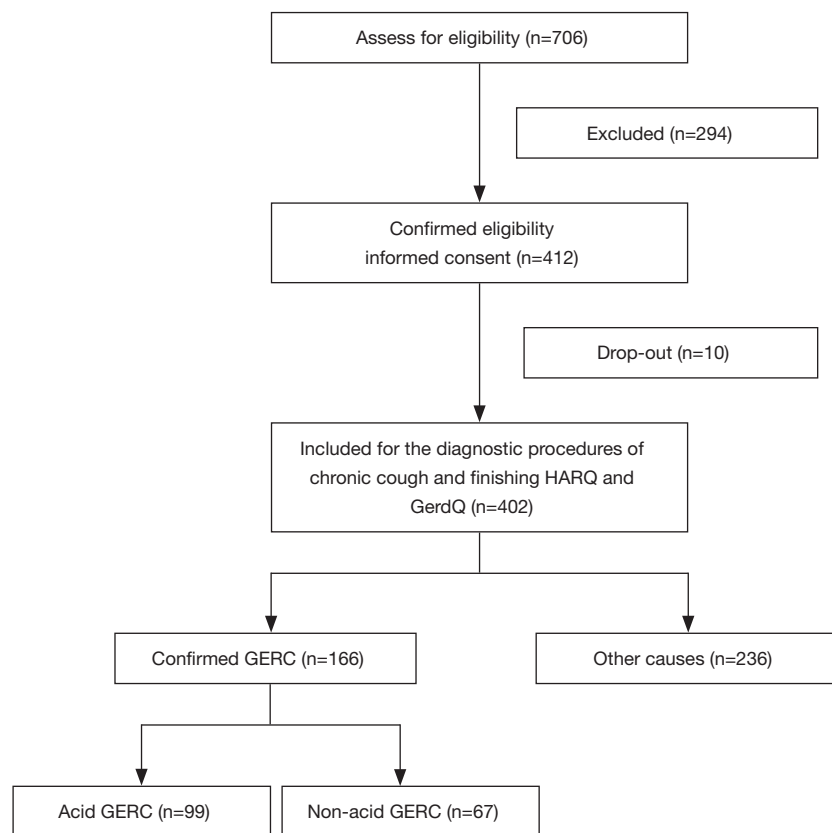 Assess for eligibility (n=706)
Excluded (n=294)
Confirmed eligibility
informed consent (n=412)
Drop-out (n=10)
Included for the diagnostic procedures of
chronic cough and finishing HARQ and
GerdQ (n=402)
Confirmed GERC (n=166)
Other causes (n=236)
Acid GERC (n=99)
Non-acid GERC (n=67)